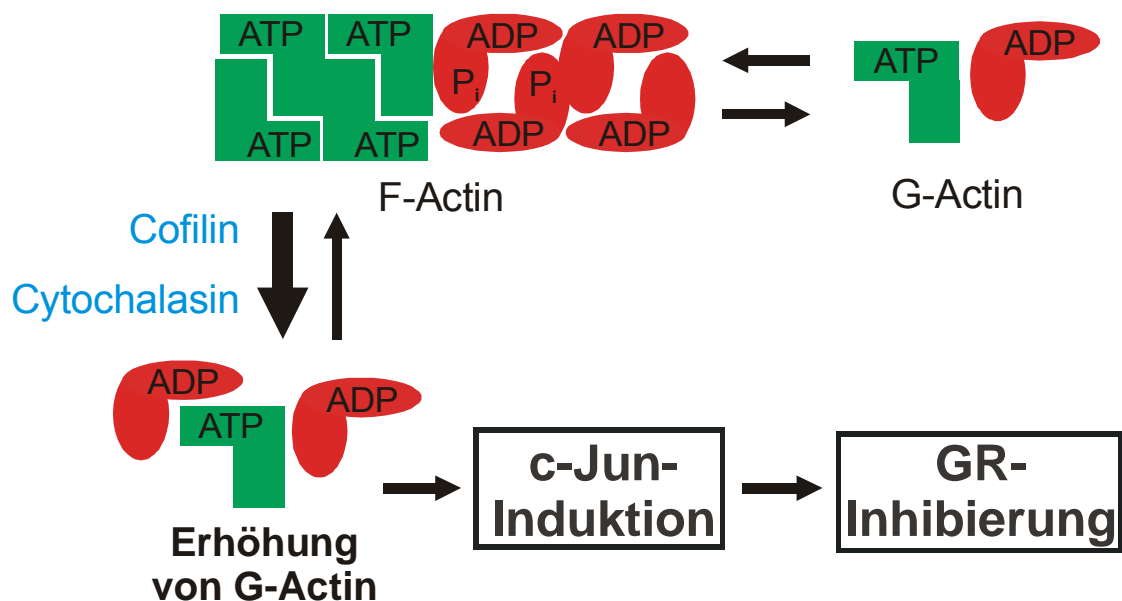 ATP ATP ADP ADP
ATP ADP
P i P i
ATP ATP ADP ADP
F-Actin
G-Actin
Cofilin
Cytochalasin
ADP ADP
ATP
c-Jun-
Induktion
GR-
Inhibierung
Erhöhung
von G-Actin